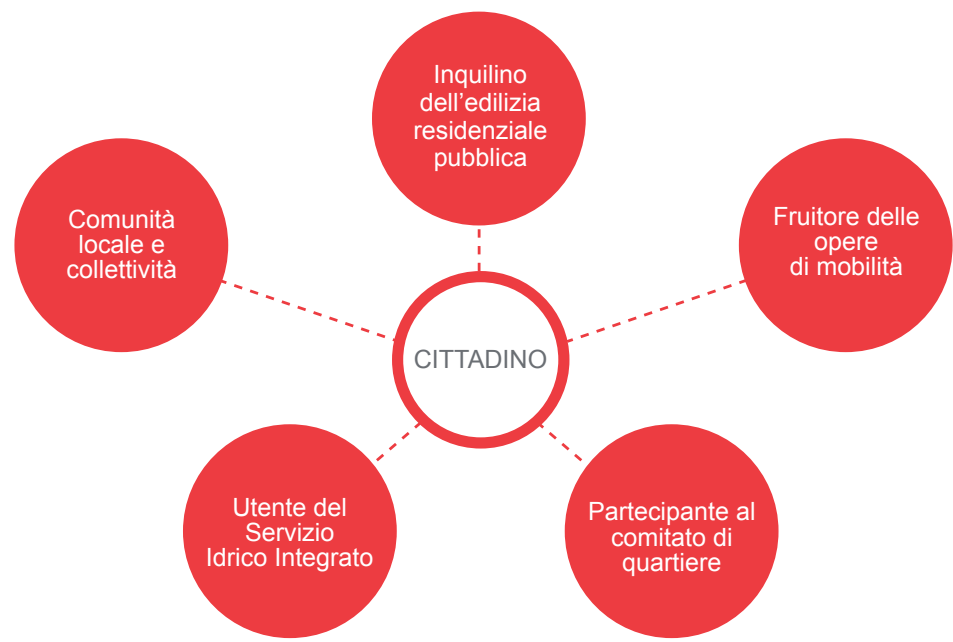 Inquilino
dell’edilizia
residenziale
pubblica
Comunità
locale e
collettività
Fruitore delle
opere
di mobilità
CITTADINO
Utente del
Servizio
Idrico Integrato
Partecipante al
comitato di
quartiere